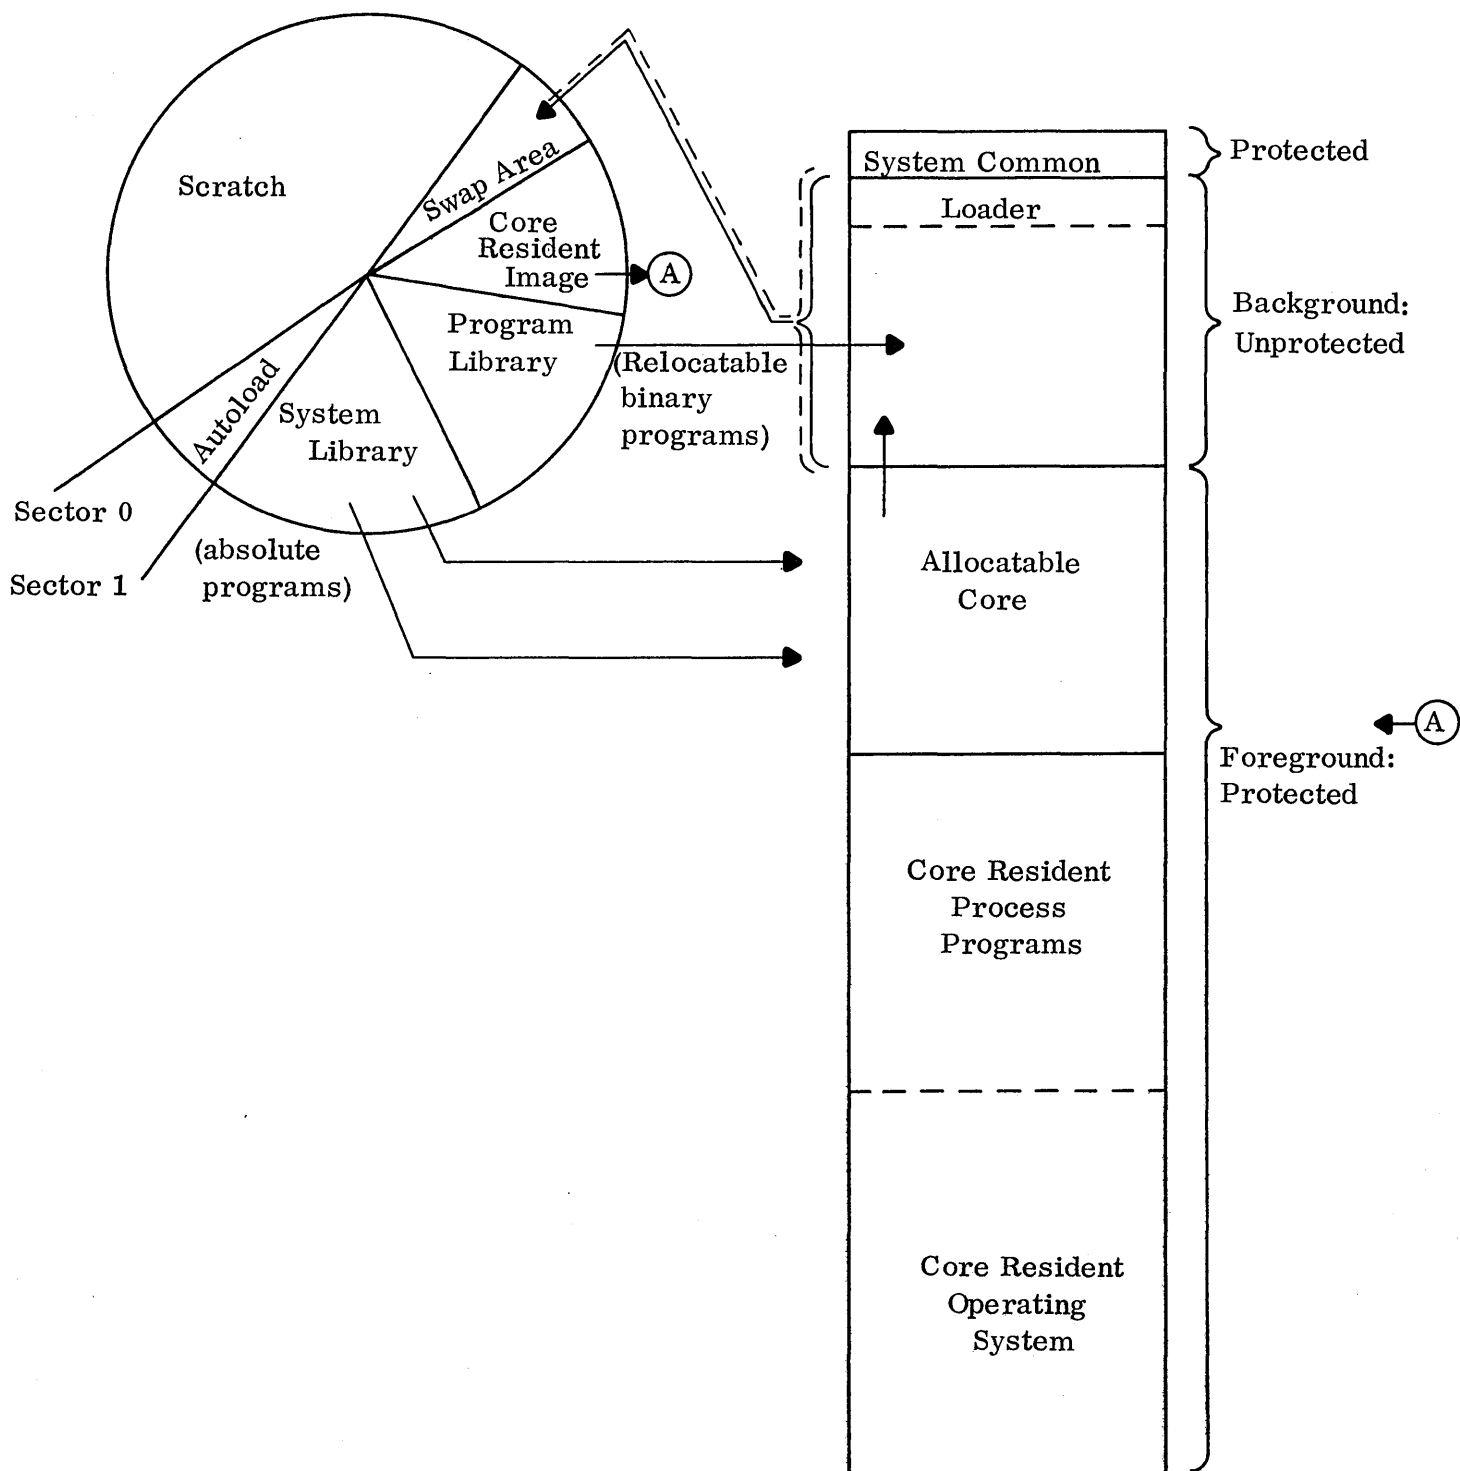 Scratch
Swap Area
Core
Resident
Image
A
Program
Library
(Relocatable
binary
programs)
Autoload
System
Library
Sector 0
Sector 1
(absolute
programs)
System Common
Loader
Allocatable
Core
Core Resident
Process
Programs
Core Resident
Operating
System
Protected
Background:
Unprotected
A
Foreground:
Protected